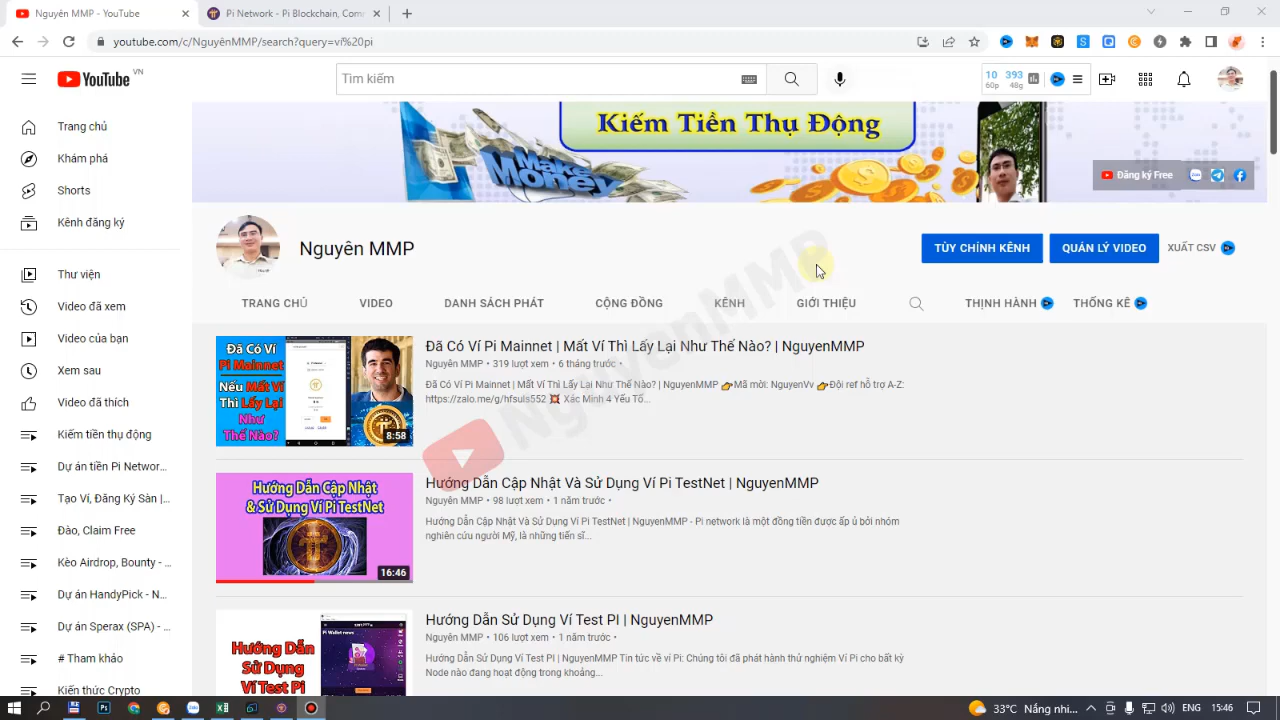 Nguyên MMP - YouTube
Pi Network - Pi Blockchain, Com
youtube.com/c/NguyênMMP/search?query=ví%20pi
YouTube VN
Tìm kiếm
10 393
60p 48g
Trang chủ
Khám phá
Shorts
Kênh đăng ký
Thư viện
Video đã xem
Video của bạn
Xem sau
Video đã thích
Kiếm tiền thụ động
Dự án tiền Pi Networ...
Tạo Ví, Đăng Ký Sàn |...
Đào, Claim Free
Kèo Airdrop, Bounty - ...
Dự án HandyPick - N...
Dự án Sperax (SPA) - ...
# Tham khảo
Kiến thức Crypto
Kiếm Tiền Thụ Động
Make Money
Đăng ký Free
Nguyên MMP
TÙY CHỈNH KÊNH
QUẢN LÝ VIDEO
XUẤT CSV
TRANG CHỦ
VIDEO
DANH SÁCH PHÁT
CỘNG ĐỒNG
KÊNH
GIỚI THIỆU
THỊNH HÀNH
THỐNG KÊ
NguyenMMP
Đã Có Ví
Pi Mainnet
Nếu Mất Ví
Thì Lấy Lại
Như
Thế Nào?
8:58
Đã Có Ví Pi Mainnet | Mất Ví Thì Lấy Lại Như Thế Nào? | NguyenMMP
Nguyên MMP • 319 lượt xem • 6 tháng trước •
Đã Có Ví Pi Mainnet | Mất Ví Thì Lấy Lại Như Thế Nào? | NguyenMMP 👉Mã mời: NguyenVv 👉Đội ref hỗ trợ A-Z:
https://zalo.me/g/hfsuls552 💥 Xác Minh 4 Yếu Tố...
Hướng Dẫn Cập Nhật
& Sử Dụng Ví Pi TestNet
16:46
Hướng Dẫn Cập Nhật Và Sử Dụng Ví Pi TestNet | NguyenMMP
Nguyên MMP • 98 lượt xem • 1 năm trước •
Hướng Dẫn Cập Nhật Và Sử Dụng Ví Pi TestNet | NguyenMMP - Pi network là một đồng tiền được ấp ủ bởi nhóm
nghiên cứu người Mỹ, là những tiến sĩ...
Hướng Dẫn
Sử Dụng
Ví Test Pi
Pi Wallet news
Hướng Dẫn Sử Dụng Ví Test PI | NguyenMMP
Nguyên MMP • 106 lượt xem • 1 năm trước •
Hướng Dẫn Sử Dụng Ví Test PI | NguyenMMP Tin tức về ví Pi: Chúng tôi đã phát hành thử nghiệm Ví Pi cho bất kỳ
Node nào đang hoạt động trong khoảng...
33°C Nắng nhi...
ENG
15:46